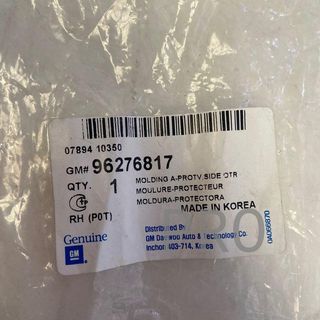 07894 10350
GM# 96276817
QTY. 1
MOLDING A-PROTV.SIDE OTR
MOULURE-PROTECTEUR
MOLDURA-PROTECTORA
MADE IN KOREA
RH (P0T)
Genuine
GM
Distributed By
GM Daewoo Auto & Technology Co.
Inchon 403-714, Korea